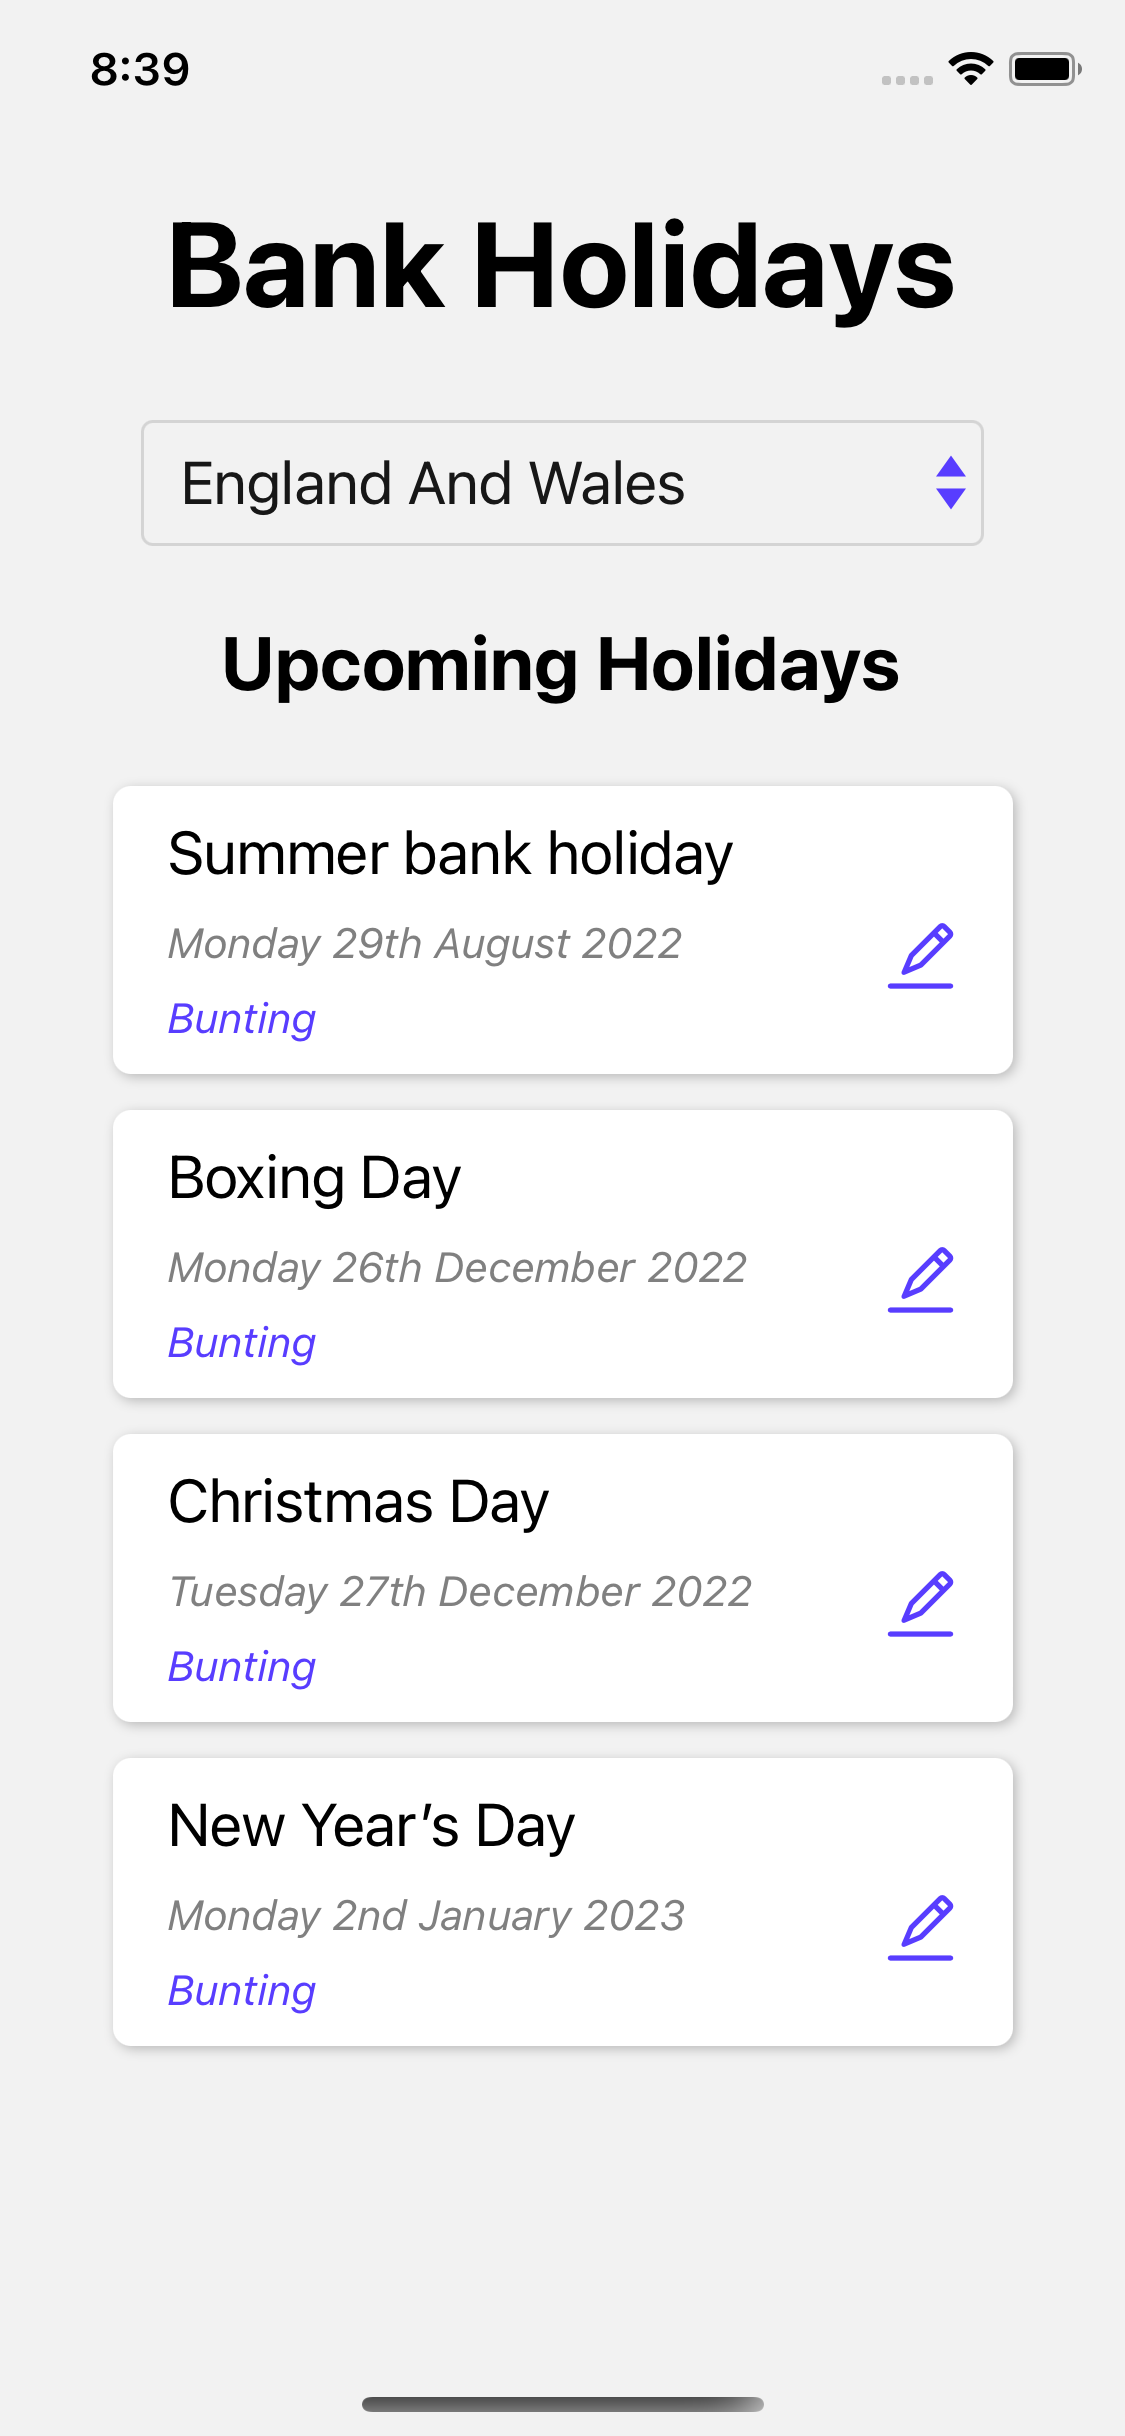 8:39
Bank Holidays
England And Wales
Upcoming Holidays
Summer bank holiday
Monday 29th August 2022
Bunting
Boxing Day
Monday 26th December 2022
Bunting
Christmas Day
Tuesday 27th December 2022
Bunting
New Year’s Day
Monday 2nd January 2023
Bunting